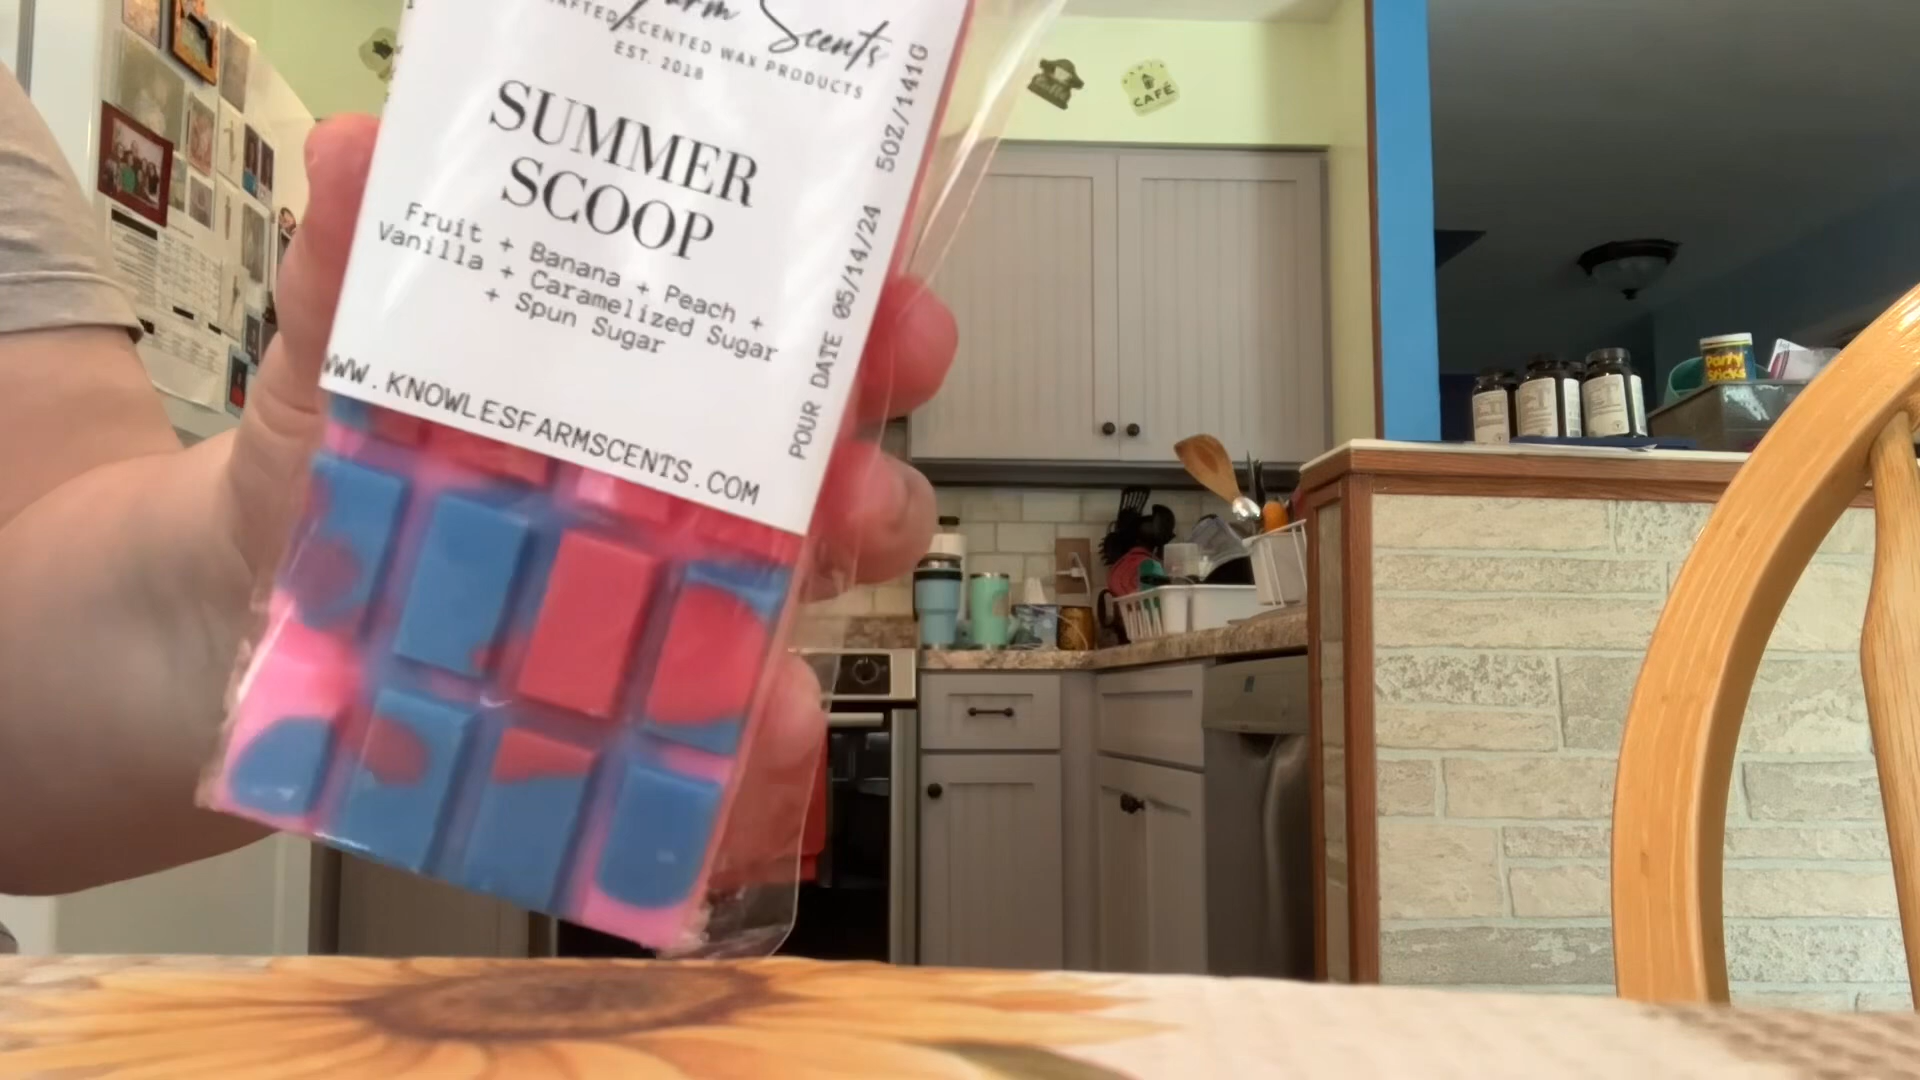 Farm Scents
CRAFTED SCENTED WAX PRODUCTS
EST. 2018
SUMMER
SCOOP
Fruit + Banana + Peach +
Vanilla + Caramelized Sugar
+ Spun Sugar
WWW.KNOWLESFARMSCENTS.COM
POUR DATE 05/14/24 5OZ/141G
CAFÉ
Party
Sticks